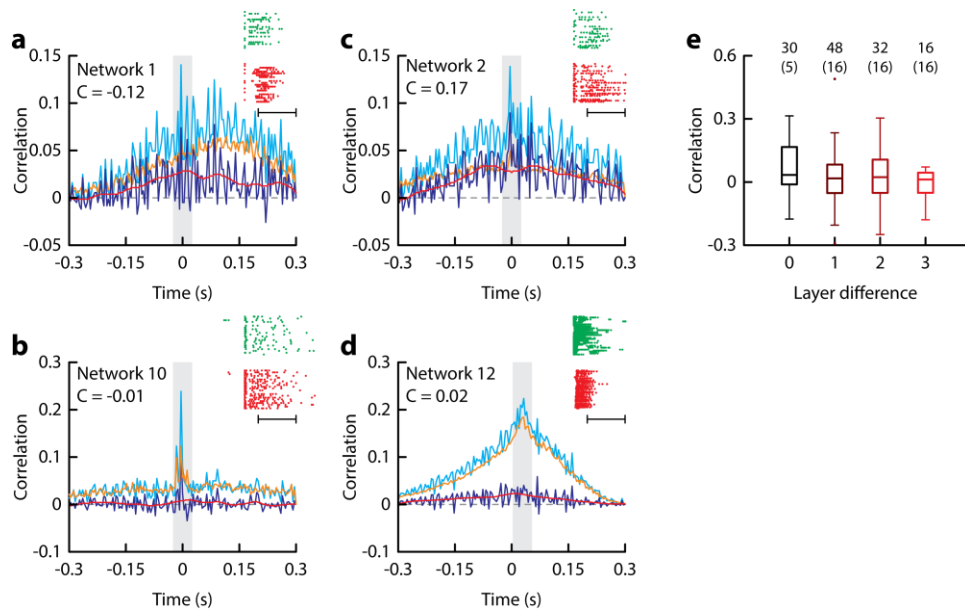 a
Network 1
C = -0.12
Correlation
0.15
0.1
0.05
0
-0.05
-0.3 -0.15 0 0.15 0.3
Time (s)
c
Network 2
C = 0.17
Correlation
0.15
0.1
0.05
0
-0.05
-0.3 -0.15 0 0.15 0.3
Time (s)
e
30 48 32 16
(5) (16) (16) (16)
Correlation
0.6
0.3
0
-0.3
0 1 2 3
Layer difference
b
Network 10
C = -0.01
Correlation
0.3
0.2
0.1
0
-0.1
-0.3 -0.15 0 0.15 0.3
Time (s)
d
Network 12
C = 0.02
Correlation
0.3
0.2
0.1
0
-0.1
-0.3 -0.15 0 0.15 0.3
Time (s)